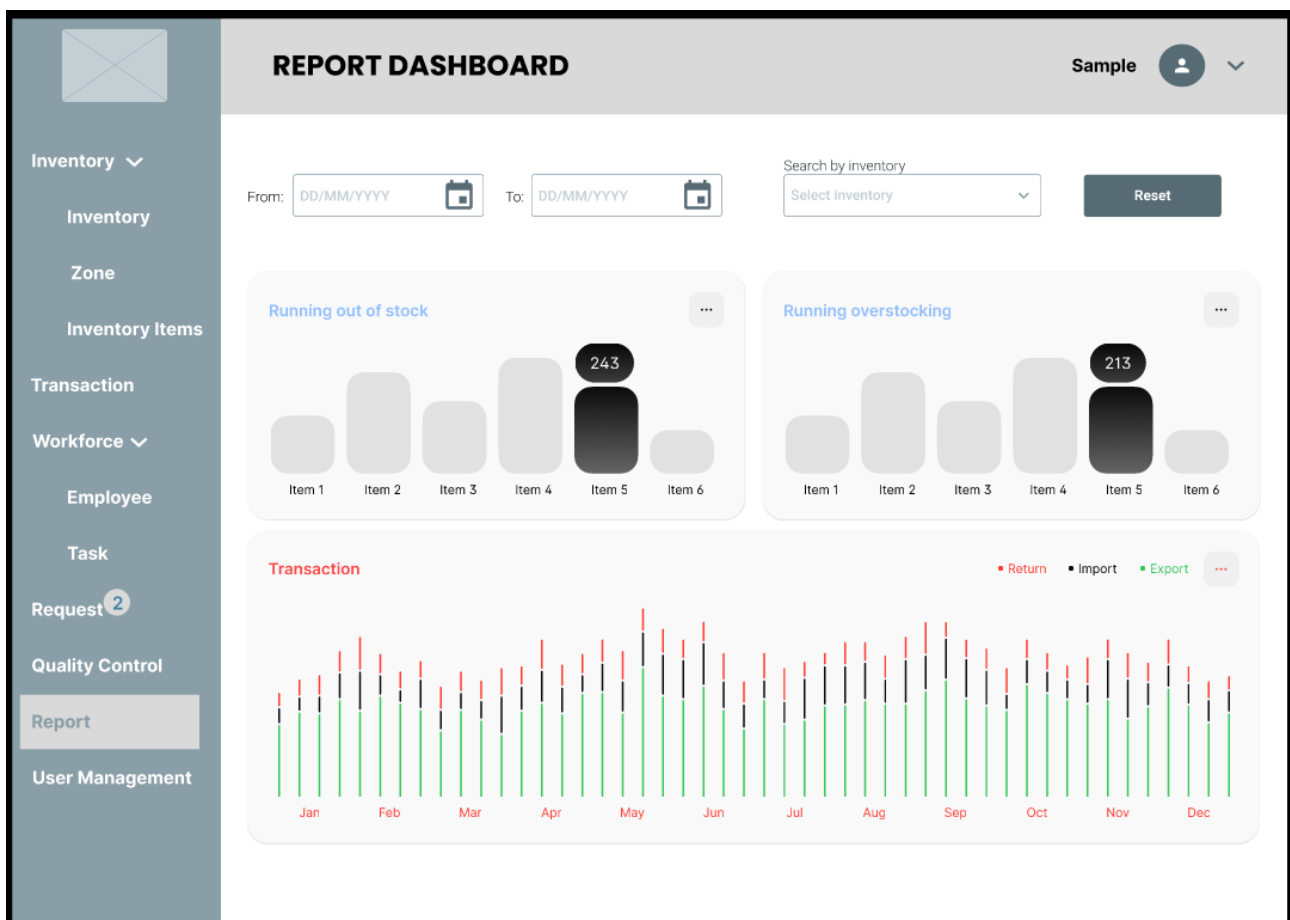 REPORT DASHBOARD
Sample
Inventory
Inventory
Zone
Inventory Items
Transaction
Workforce
Employee
Task
Request 2
Quality Control
Report
User Management
From: DD/MM/YYYY To: DD/MM/YYYY
Search by inventory
Select inventory
Reset
Running out of stock ...
243
Item 1 Item 2 Item 3 Item 4 Item 5 Item 6
Running overstocking ...
213
Item 1 Item 2 Item 3 Item 4 Item 5 Item 6
Transaction
Return Import Export ...
Jan Feb Mar Apr May Jun Jul Aug Sep Oct Nov Dec